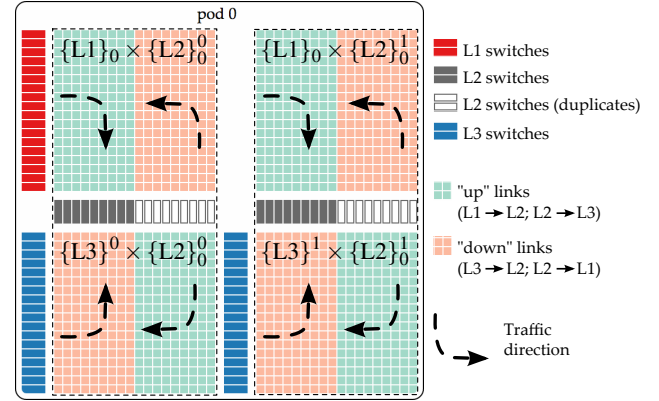 pod 0
{L1}₀ × {L2}⁰₀
{L1}₀ × {L2}¹₀
{L3}⁰ × {L2}⁰₀
{L3}¹ × {L2}¹₀
L1 switches
L2 switches
L2 switches (duplicates)
L3 switches
"up" links
(L1 → L2; L2 → L3)
"down" links
(L3 → L2; L2 → L1)
Traffic
direction